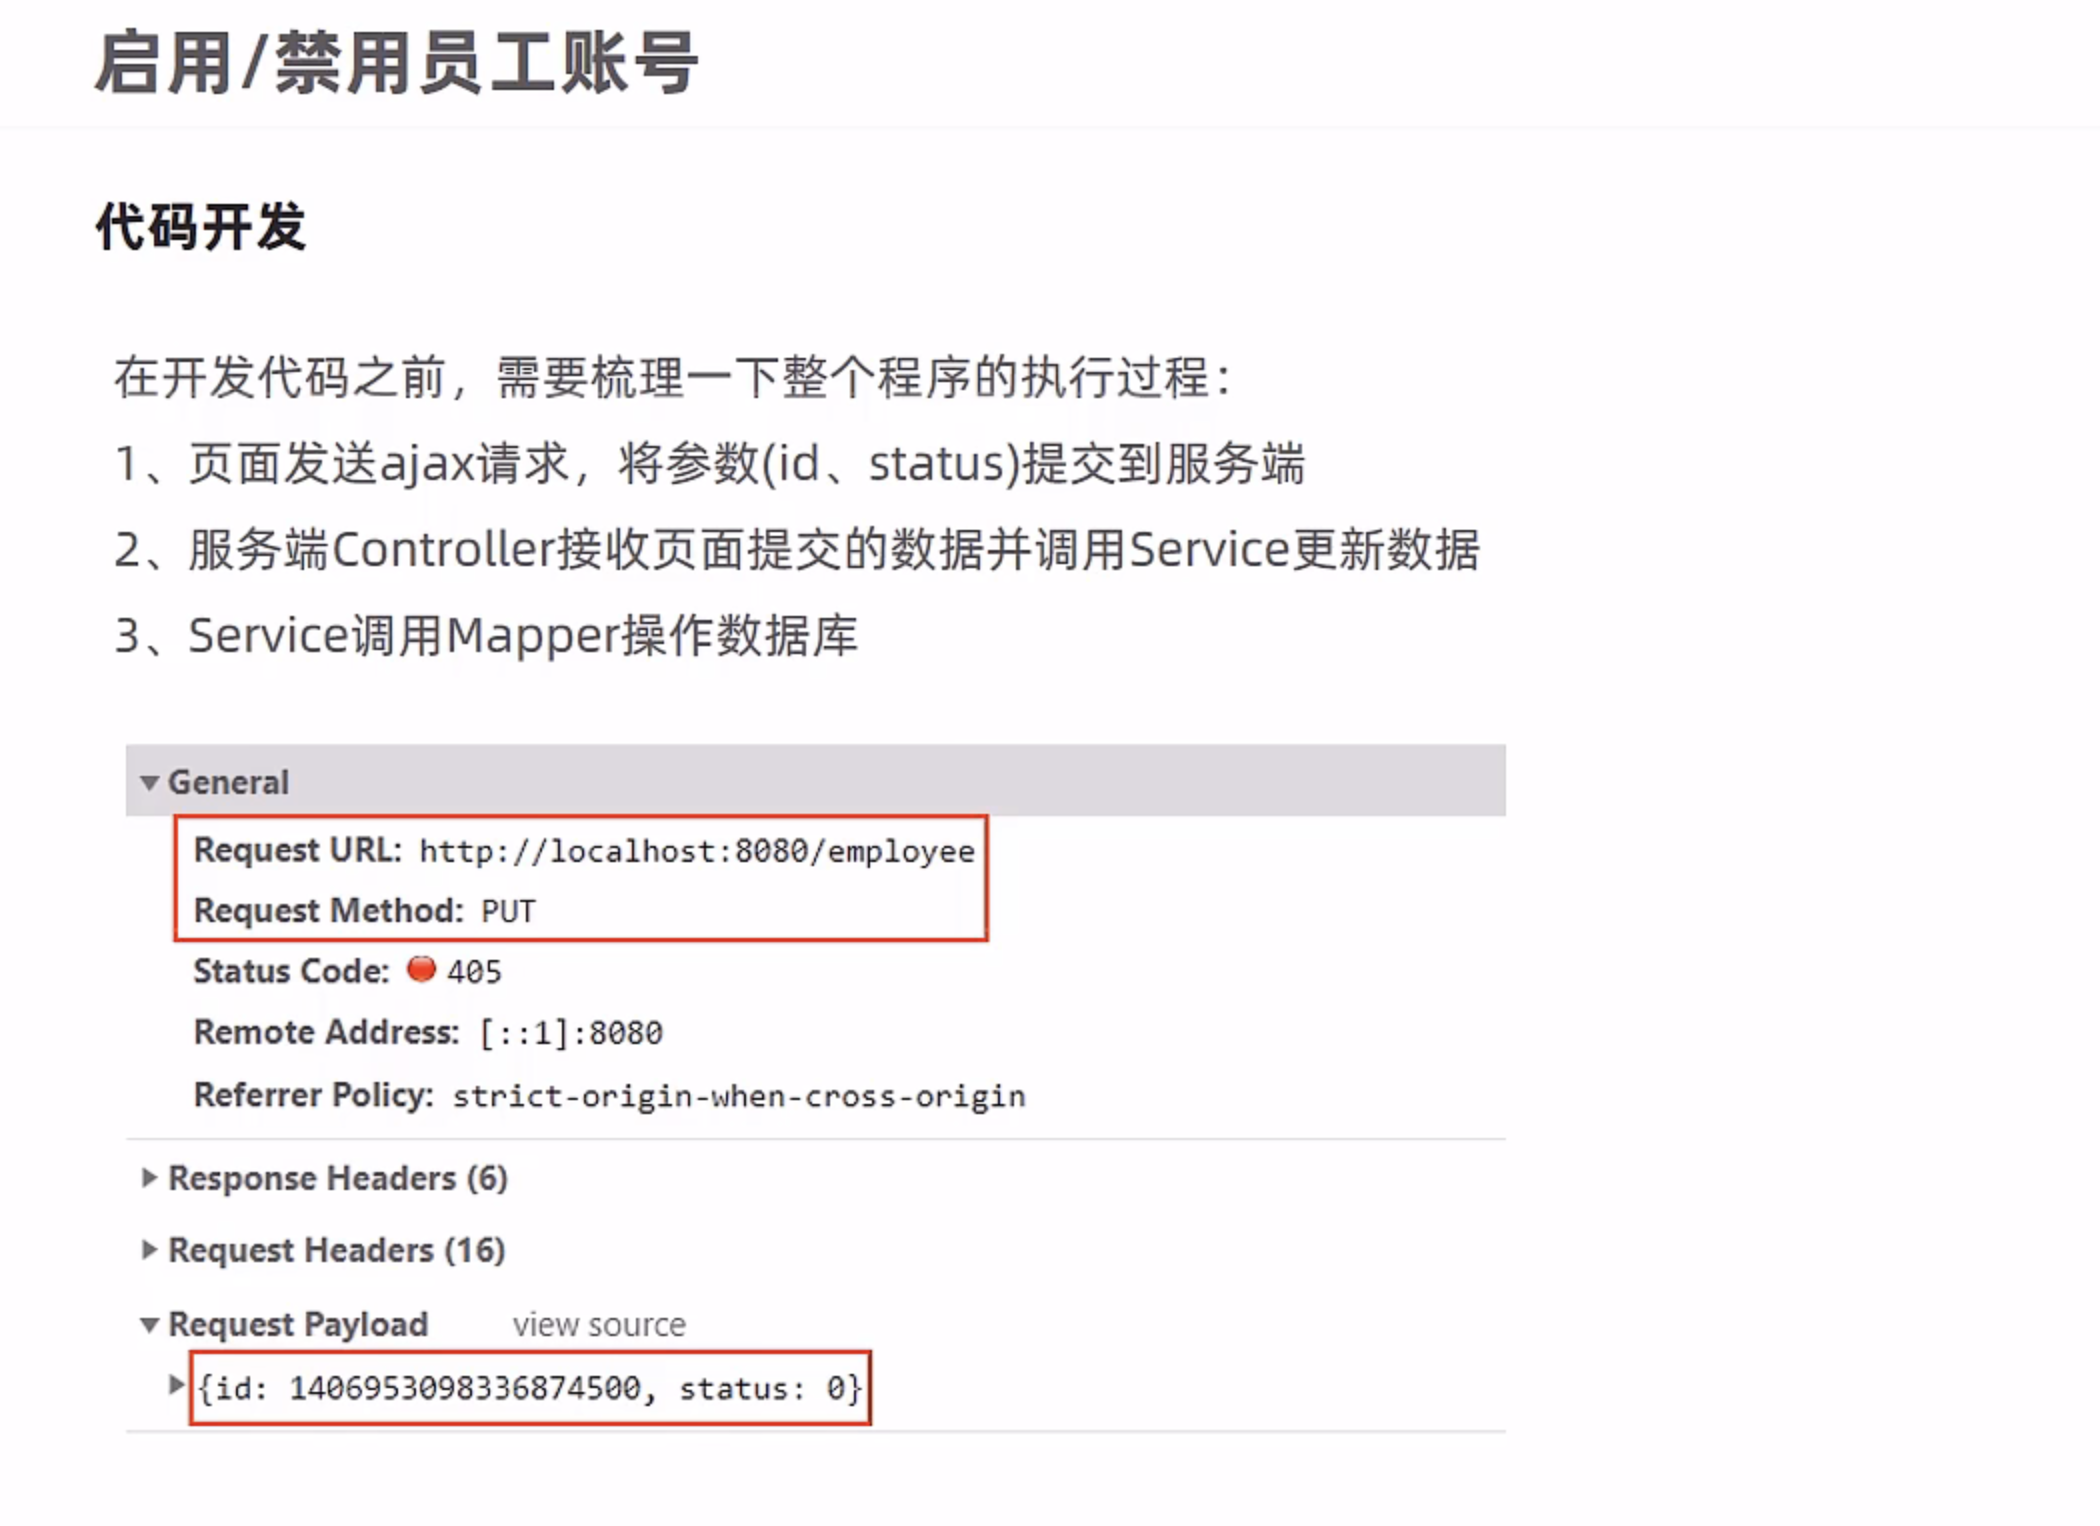 启用/禁用员工账号
代码开发
在开发代码之前，需要梳理一下整个程序的执行过程：
1、页面发送ajax请求，将参数(id、status)提交到服务端
2、服务端Controller接收页面提交的数据并调用Service更新数据
3、Service调用Mapper操作数据库
General
Request URL: http://localhost:8080/employee
Request Method: PUT
Status Code: 405
Remote Address: [::1]:8080
Referrer Policy: strict-origin-when-cross-origin
Response Headers (6)
Request Headers (16)
Request Payload view source
{id: 1406953098336874500, status: 0}